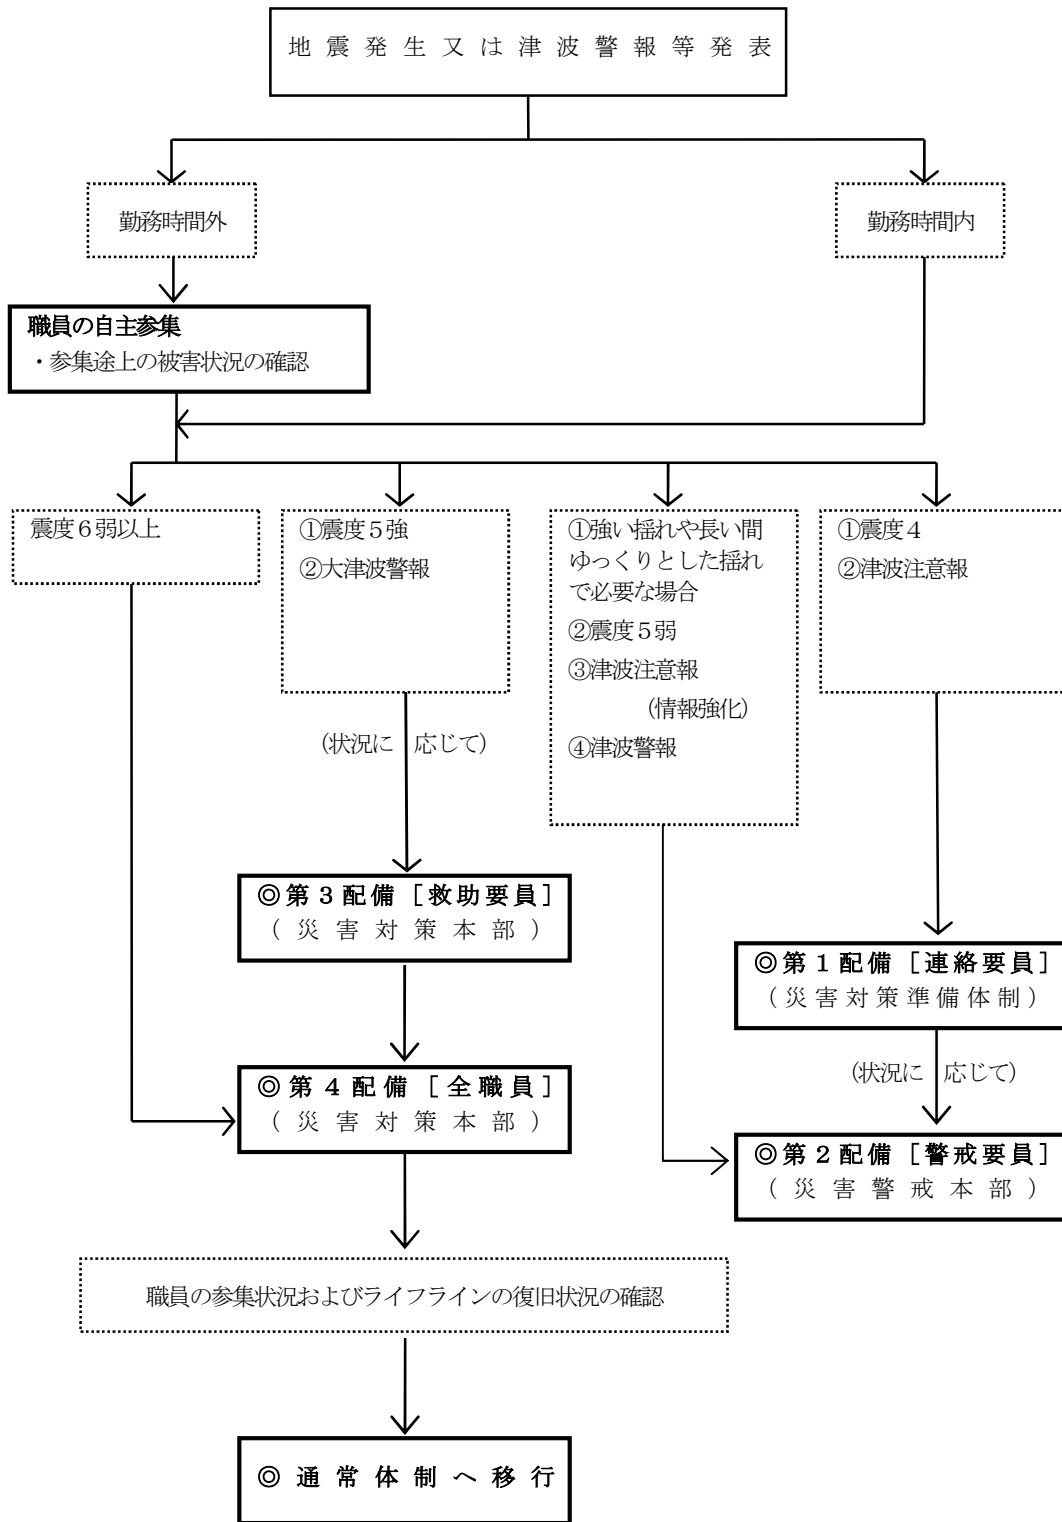 地震発生又は津波警報等発表
勤務時間外
勤務時間内
職員の自主参集
・参集途上の被害状況の確認
震度６弱以上
①震度５強
②大津波警報
①強い揺れや長い間
ゆっくりとした揺れ
で必要な場合
②震度５弱
③津波注意報
(情報強化)
④津波警報
①震度４
②津波注意報
(状況に 応じて)
◎第３配備［救助要員］
（災害対策本部）
◎第１配備［連絡要員］
（災害対策準備体制）
(状況に 応じて)
◎第４配備［全職員］
（災害対策本部）
◎第２配備［警戒要員］
（災害警戒本部）
職員の参集状況およびライフラインの復旧状況の確認
◎通常体制へ移行